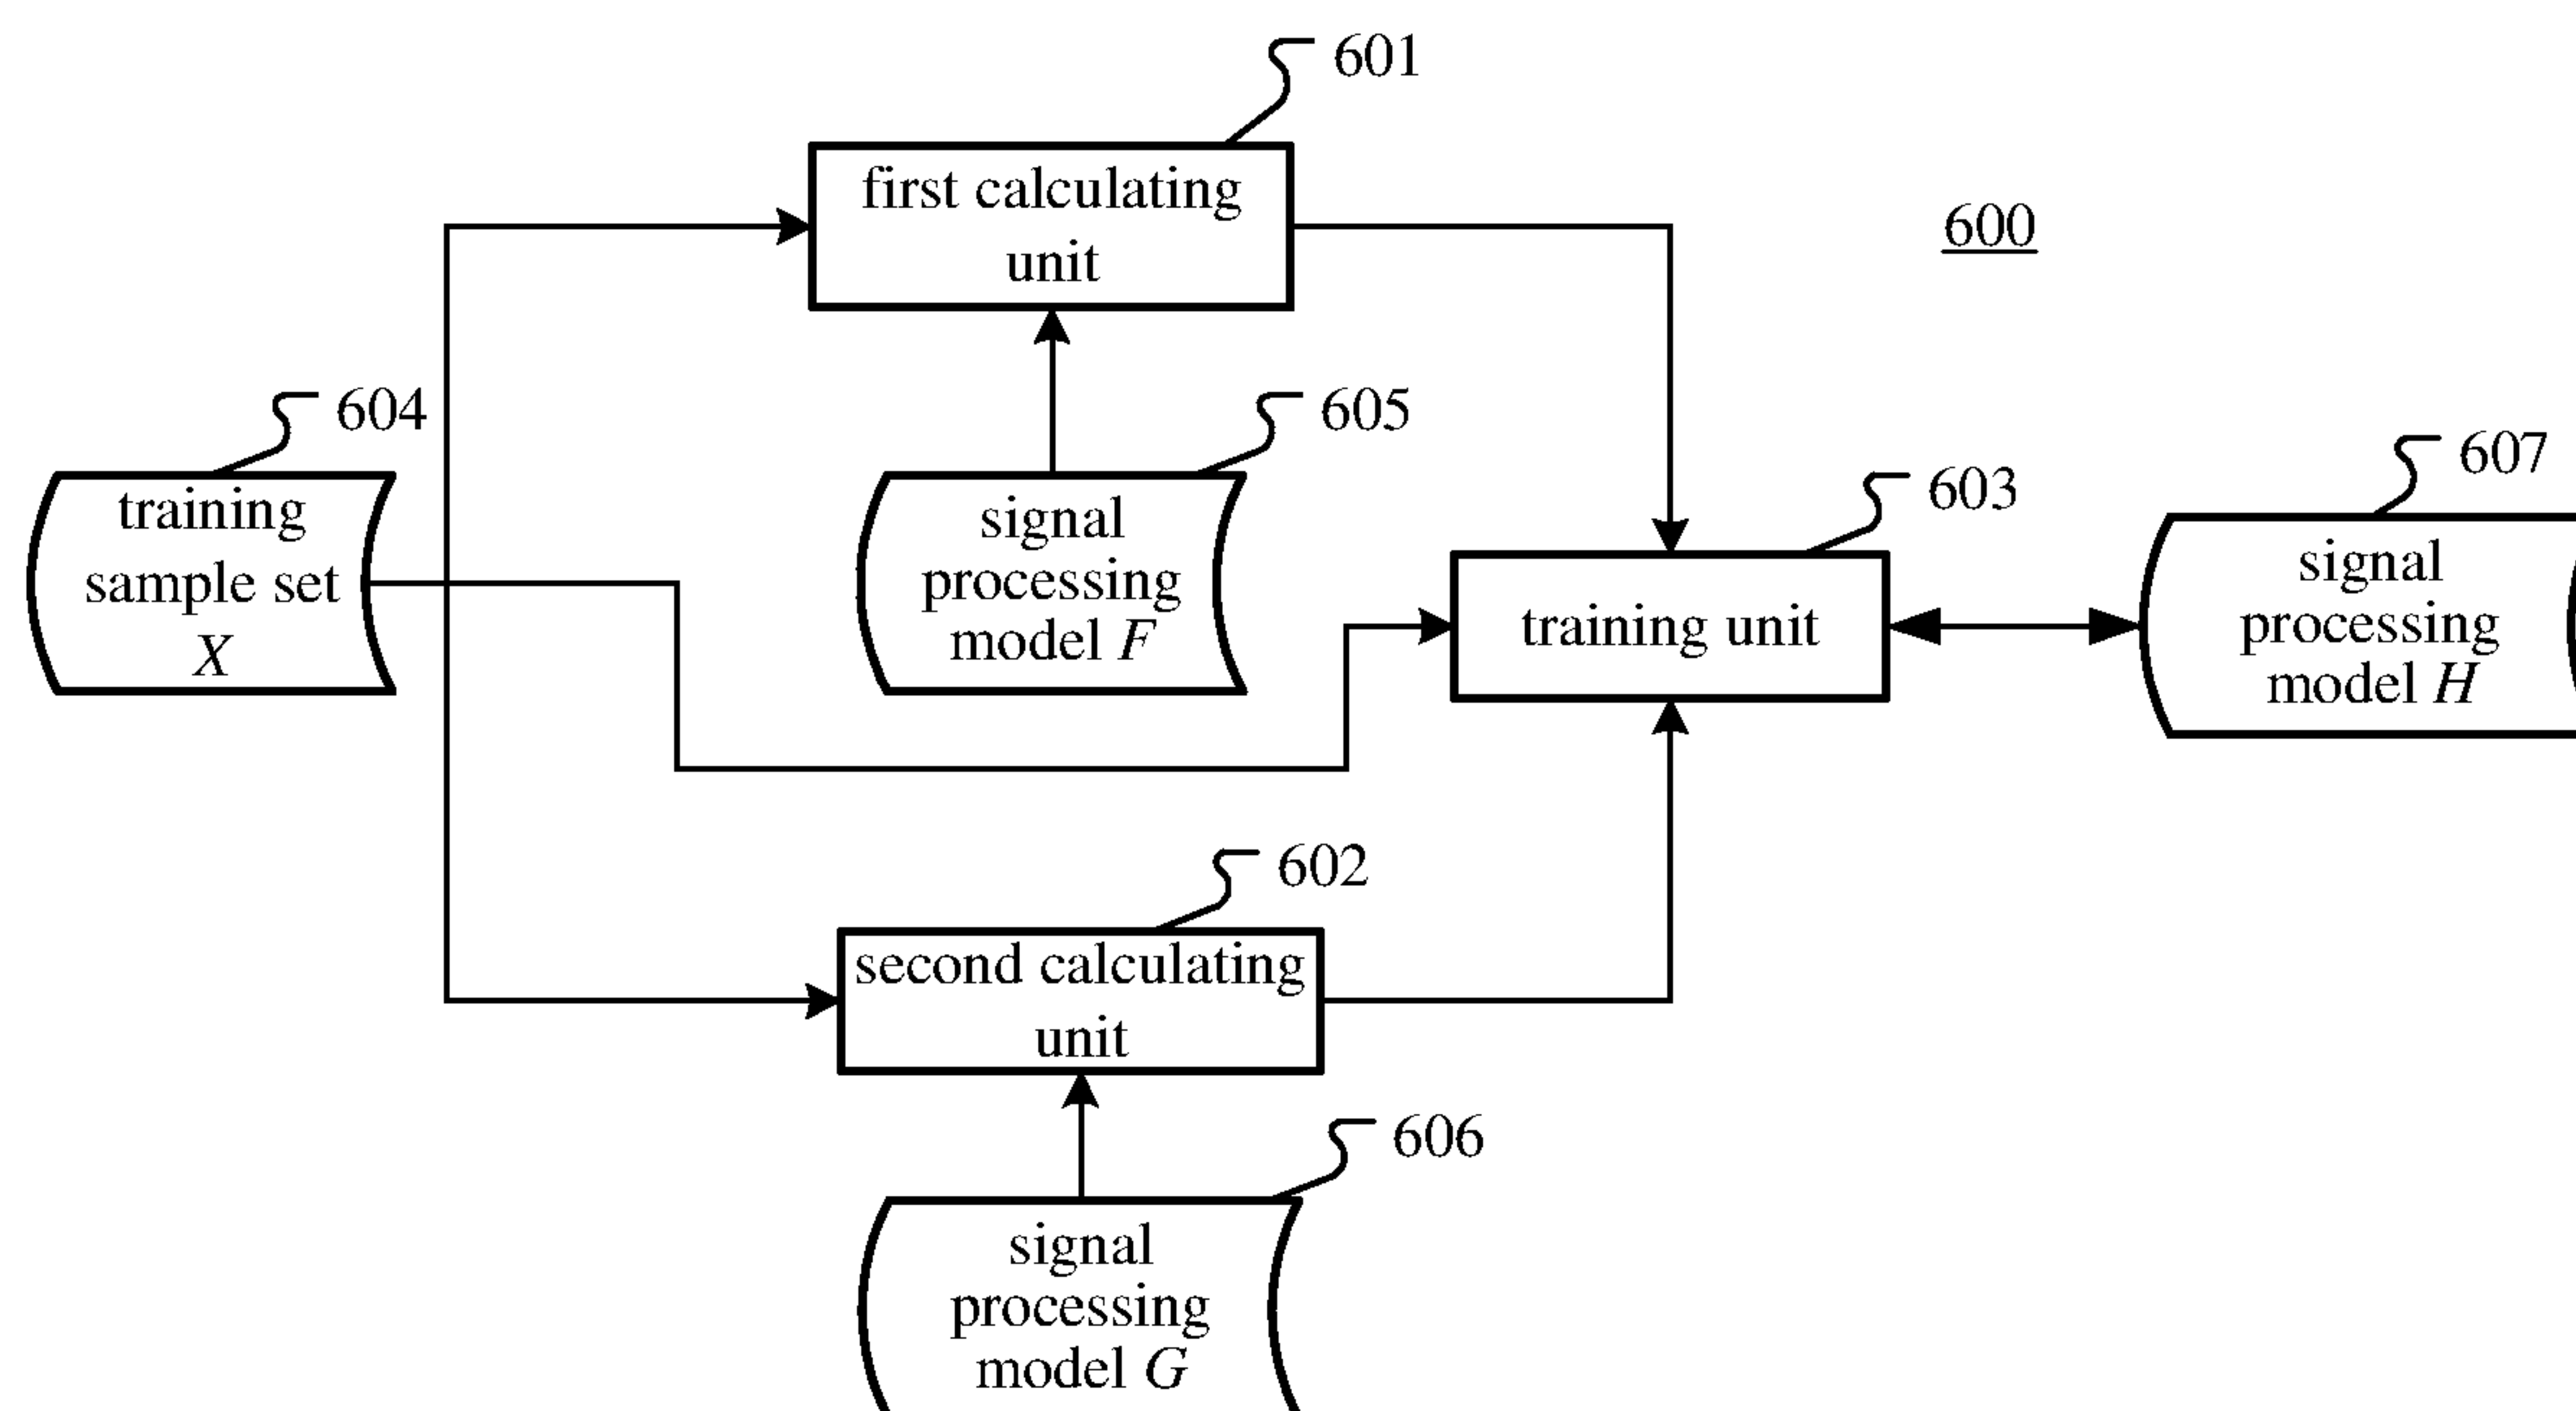 601
first calculating
unit
600
604
training
sample set
X
605
signal
processing
model F
603
training unit
607
signal
processing
model H
602
second calculating
unit
606
signal
processing
model G